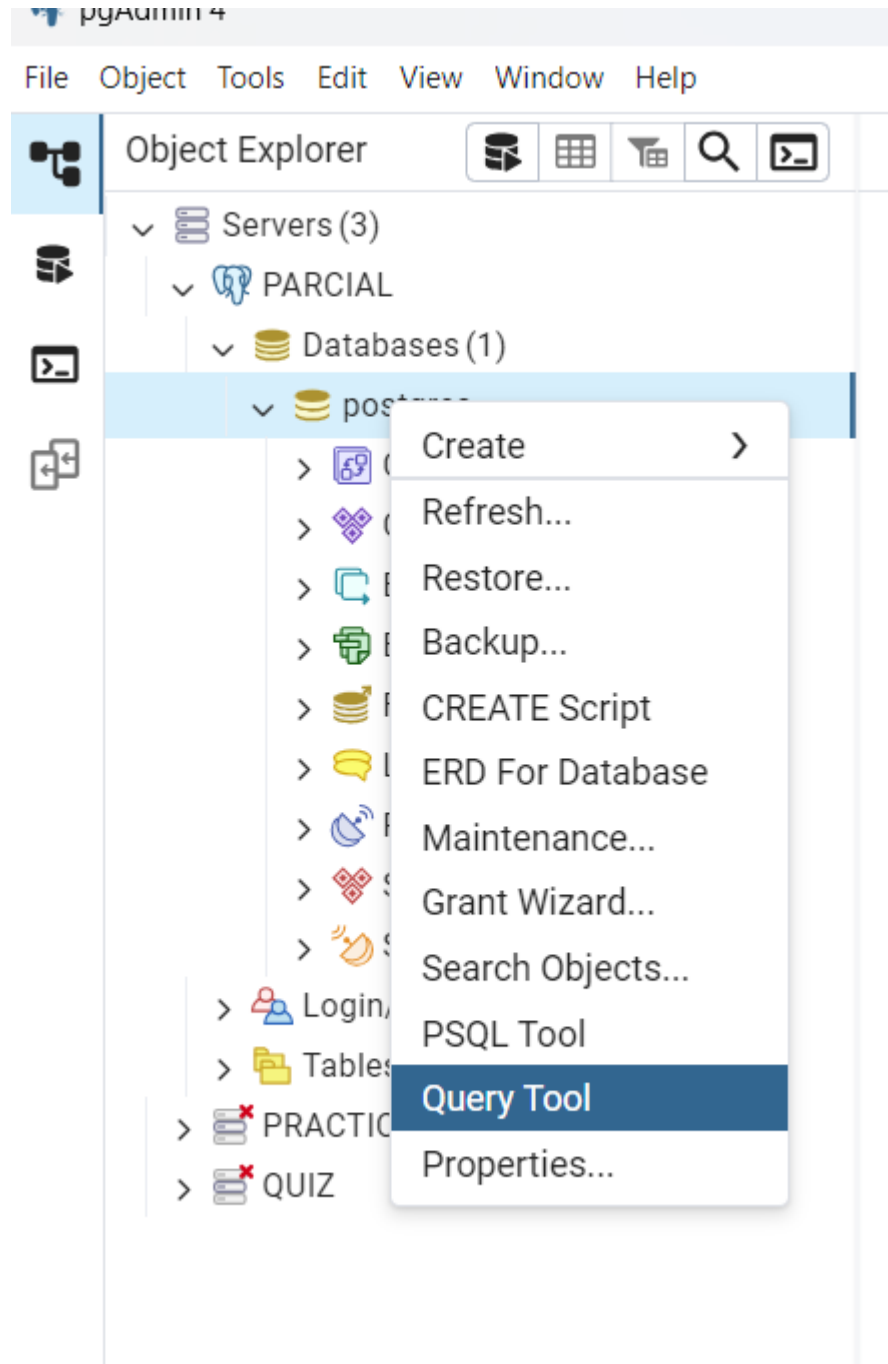 pgAdmin 4
File Object Tools Edit View Window Help
Object Explorer
Servers (3)
PARCIAL
Databases (1)
Create
Refresh...
Restore...
Backup...
CREATE Script
ERD For Database
Maintenance...
Grant Wizard...
Search Objects...
Login/
PSQL Tool
Query Tool
Properties...
QUIZ